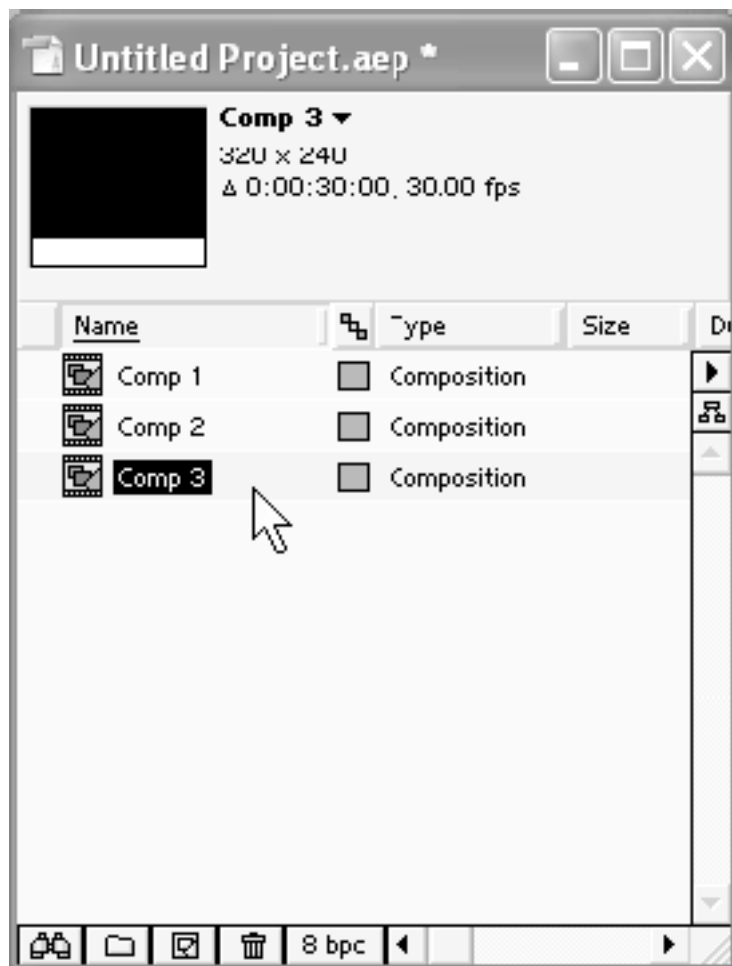 Untitled Project.aep *
Comp 3
320 x 240
Δ 0:00:30:00, 30.00 fps
Name Type Size
Comp 1 Composition
Comp 2 Composition
Comp 3 Composition
8 bpc